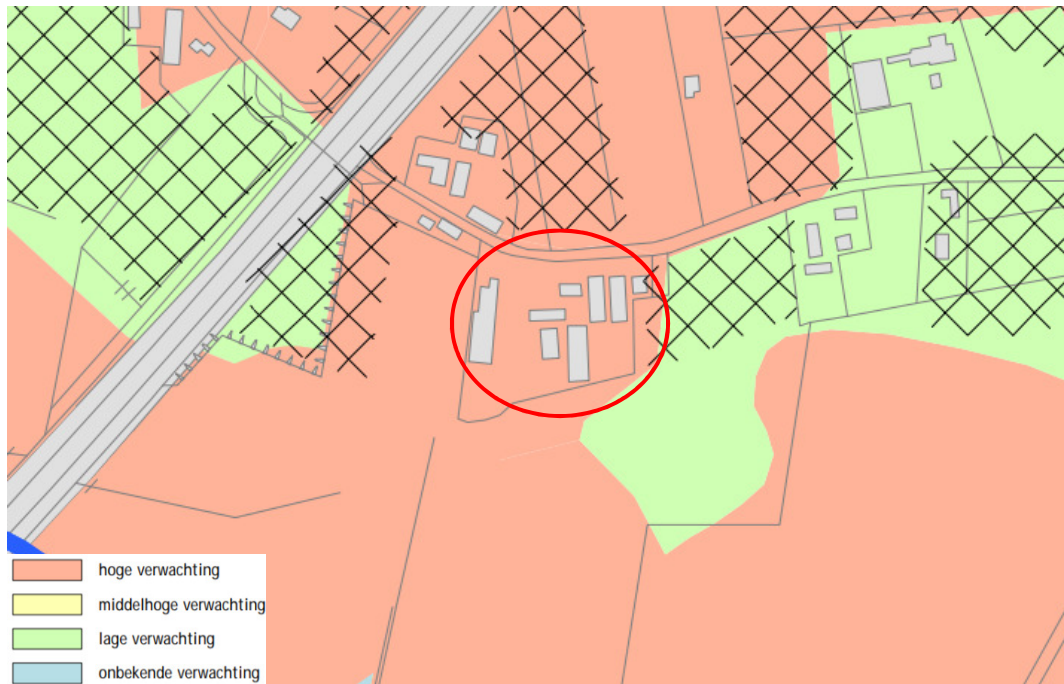 hoge verwachting
middelhoge verwachting
lage verwachting
onbekende verwachting